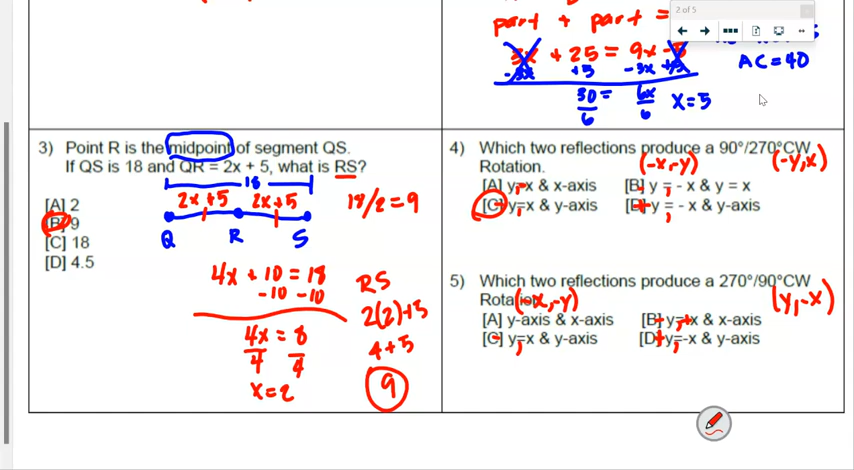 2 of 5
part + part =
3x + 25 = 9x - 5
- 3x +5 - 3x +5
AC = 40
30 = 6x
6 6
x = 5
3) Point R is the midpoint of segment QS.
If QS is 18 and QR = 2x + 5, what is RS?
[A] 2
[B] 9
[C] 18
[D] 4.5
18
2x+5 2x+5
Q R S
18/2 = 9
4x + 10 = 18
-10 -10
4x = 8
4 4
x = 2
RS
2(2)+5
4+5
9
4) Which two reflections produce a 90°/270°CW
Rotation.
(-x,-y) (-y,x)
[A] y=x & x-axis [B] y = - x & y = x
[C] y=x & y-axis [D] y = - x & y-axis
5) Which two reflections produce a 270°/90°CW
Rotation.
(-x,-y) (y,-x)
[A] y-axis & x-axis [B] y=x & x-axis
[C] y=x & y-axis [D] y=-x & y-axis